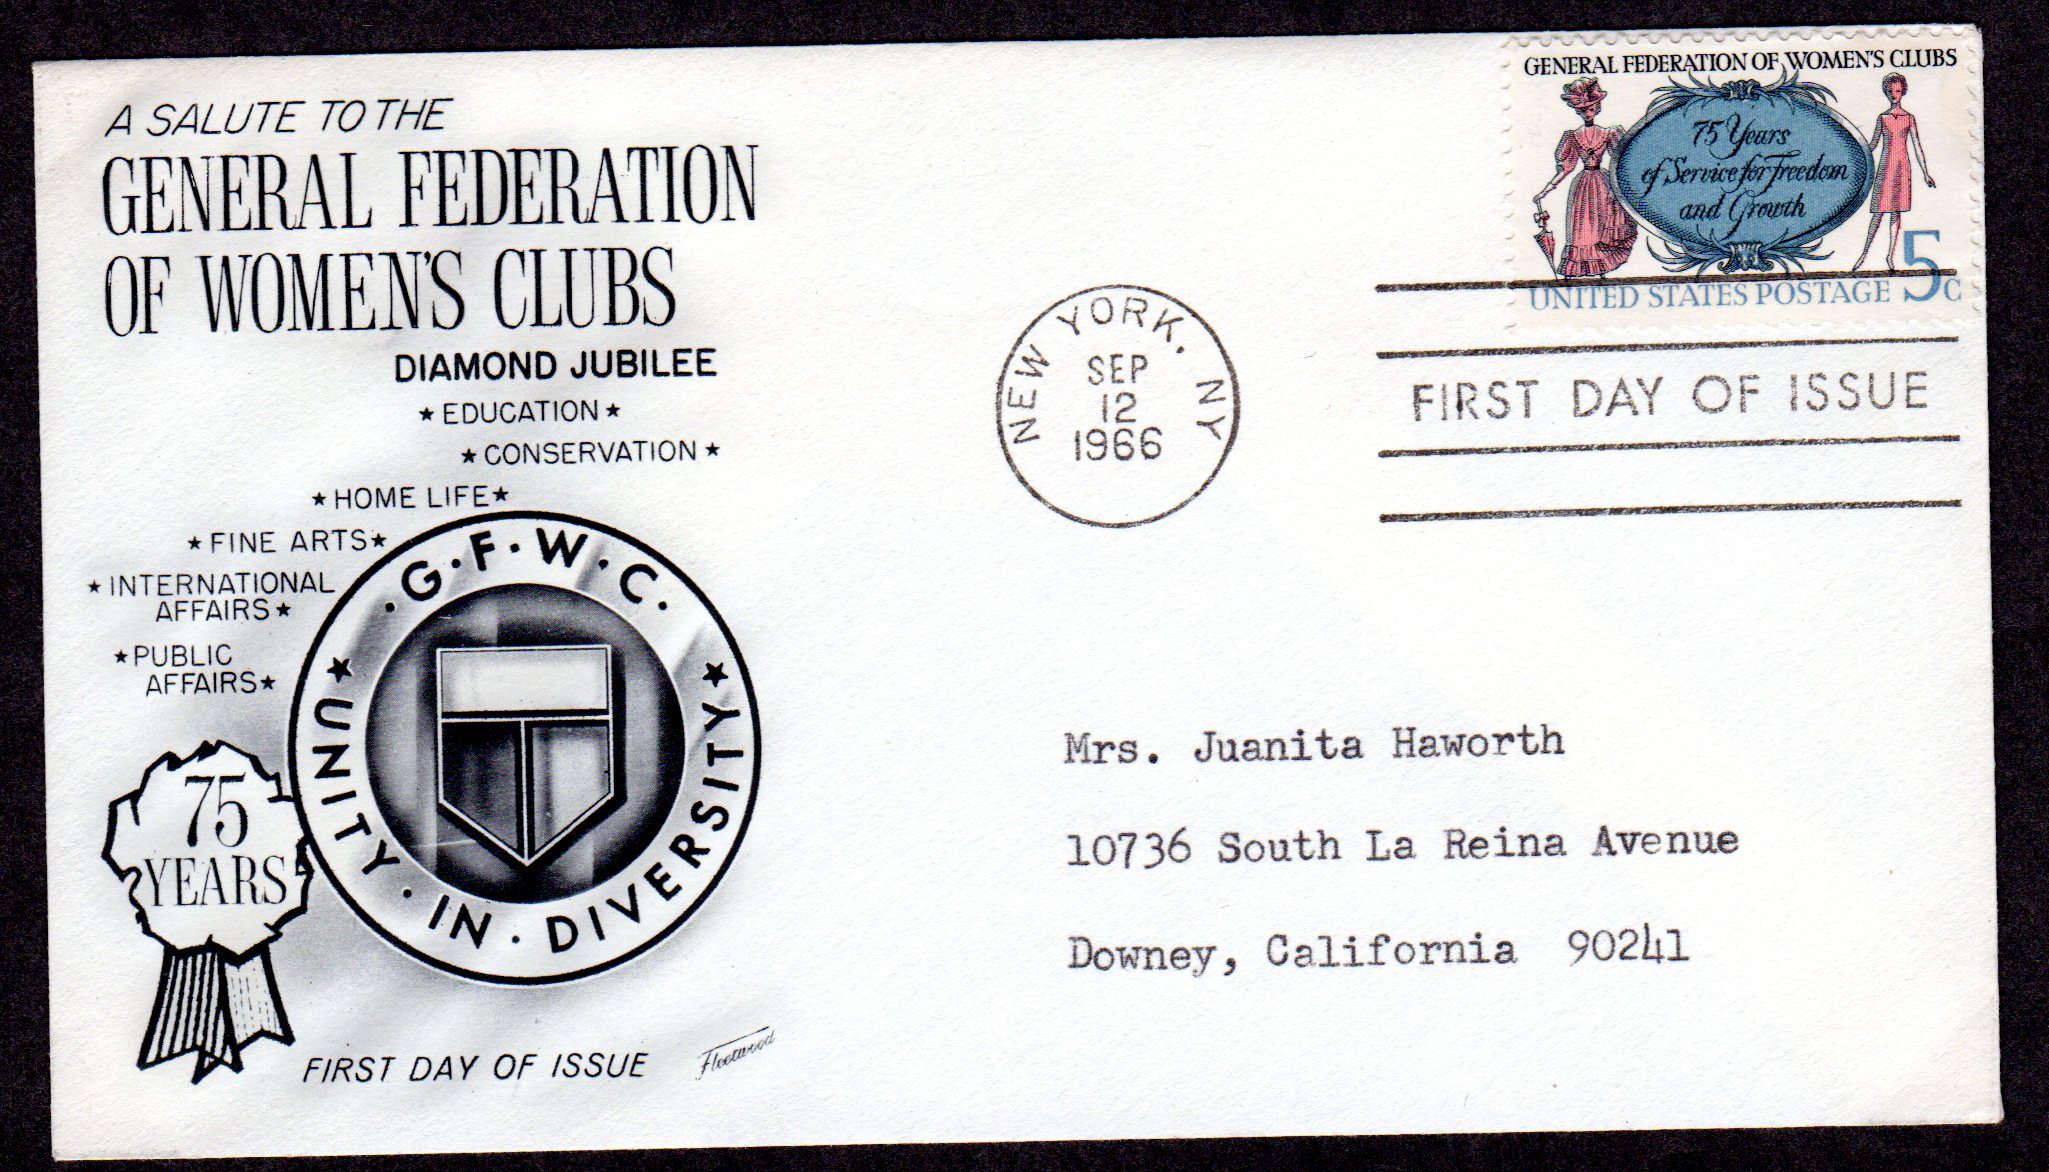 A SALUTE TO THE
GENERAL FEDERATION
OF WOMEN'S CLUBS
DIAMOND JUBILEE
★ EDUCATION ★
★ CONSERVATION ★
★ HOME LIFE ★
★ FINE ARTS ★
★ INTERNATIONAL
AFFAIRS ★
★ PUBLIC
AFFAIRS ★
· G · F · W · C ·
★ UNITY · IN · DIVERSITY ★
75
YEARS
FIRST DAY OF ISSUE
Fleetwood
NEW YORK, NY
SEP
12
1966
GENERAL FEDERATION OF WOMEN'S CLUBS
75 Years
of Service for Freedom
and Growth
UNITED STATES POSTAGE 5c
FIRST DAY OF ISSUE
Mrs. Juanita Haworth
10736 South La Reina Avenue
Downey, California 90241